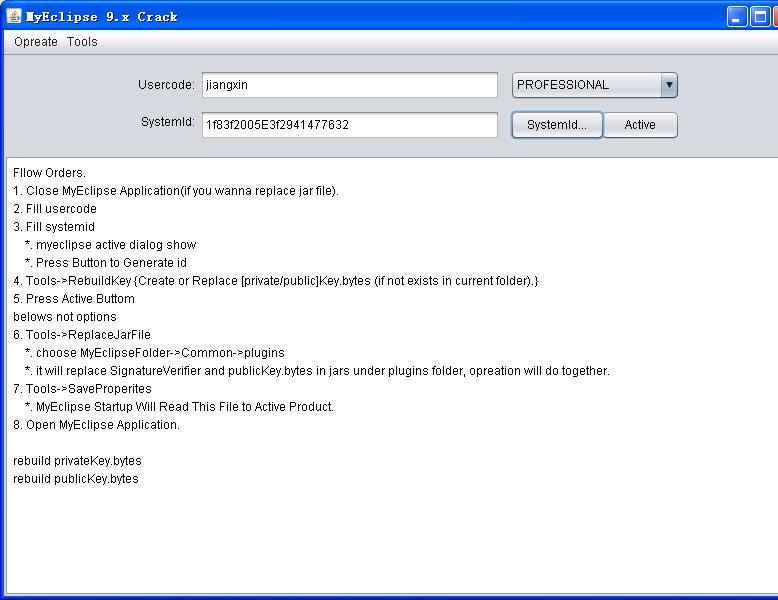 MyEclipse 9.x Crack
Opreate Tools
Usercode: jiangxin PROFESSIONAL
SystemId: 1f83f2005E3f2941477632 SystemId... Active
Fllow Orders.
1. Close MyEclipse Application(if you wanna replace jar file).
2. Fill usercode
3. Fill systemid
*. myeclipse active dialog show
*. Press Button to Generate id
4. Tools->RebuildKey {Create or Replace [private/public]Key.bytes (if not exists in current folder).}
5. Press Active Buttom
belows not options
6. Tools->ReplaceJarFile
*. choose MyEclipseFolder->Common->plugins
*. it will replace SignatureVerifier and publicKey.bytes in jars under plugins folder, opreation will do together.
7. Tools->SaveProperites
*. MyEclipse Startup Will Read This File to Active Product.
8. Open MyEclipse Application.
rebuild privateKey.bytes
rebuild publicKey.bytes